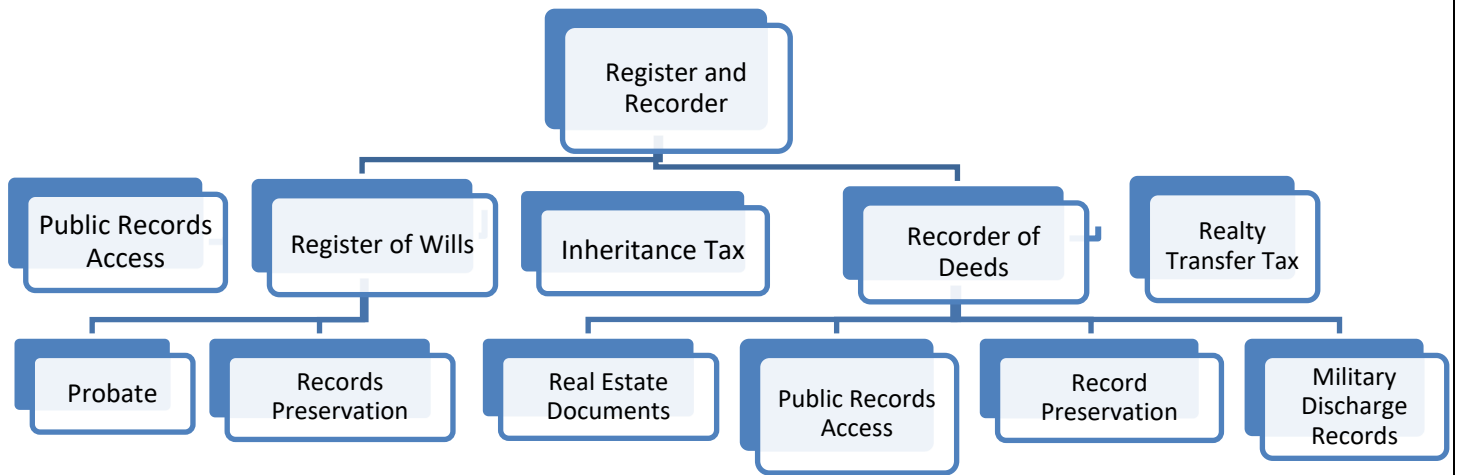 Register and
Recorder
Public Records
Access
Register of Wills
Inheritance Tax
Recorder of
Deeds
Realty
Transfer Tax
Probate
Records
Preservation
Real Estate
Documents
Public Records
Access
Record
Preservation
Military
Discharge
Records